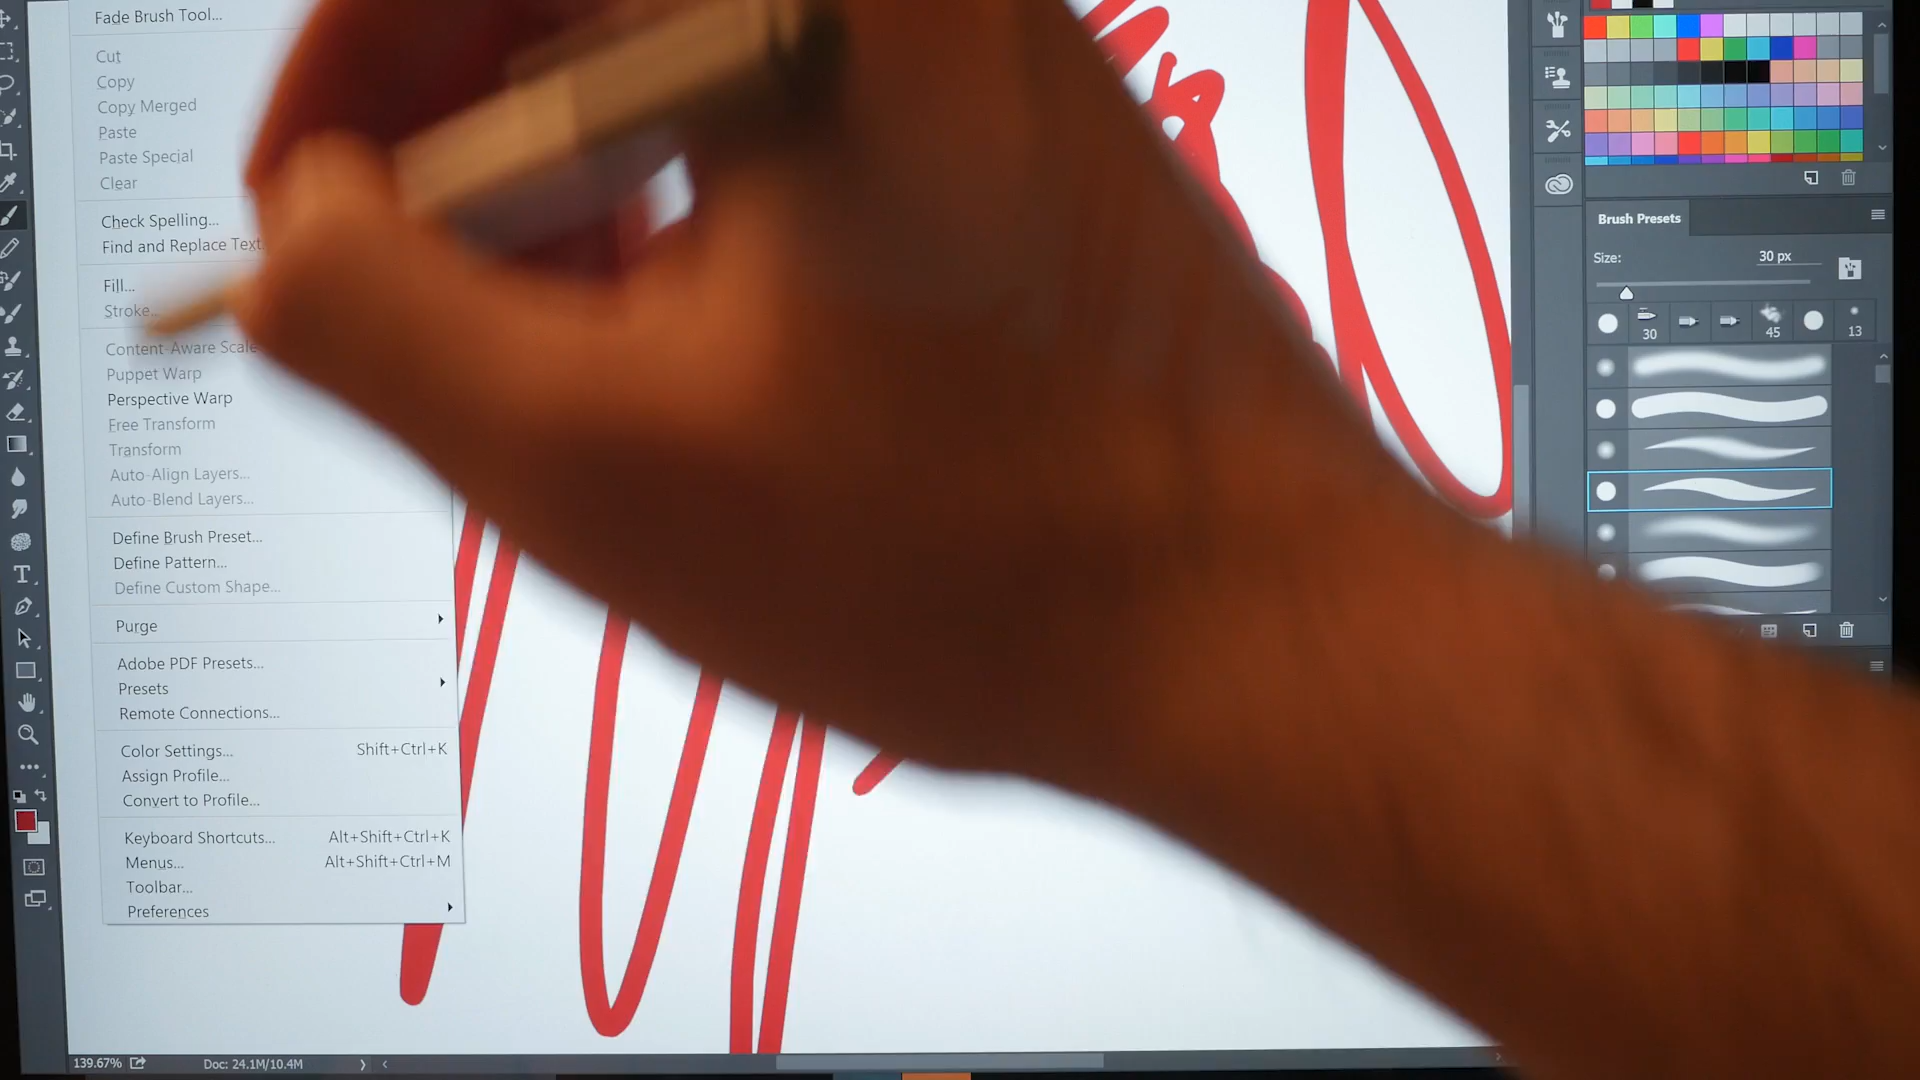 Fade Brush Tool...
Cut
Copy
Copy Merged
Paste
Paste Special
Clear
Check Spelling...
Find and Replace Text...
Fill...
Stroke...
Content-Aware Scale
Puppet Warp
Perspective Warp
Free Transform
Transform
Auto-Align Layers...
Auto-Blend Layers...
Define Brush Preset...
Define Pattern...
Define Custom Shape...
Purge
Adobe PDF Presets...
Presets
Remote Connections...
Color Settings... Shift+Ctrl+K
Assign Profile...
Convert to Profile...
Keyboard Shortcuts... Alt+Shift+Ctrl+K
Menus... Alt+Shift+Ctrl+M
Toolbar...
Preferences
139.67% Doc: 24.1M/10.4M
Brush Presets
Size: 30 px
30 45 13